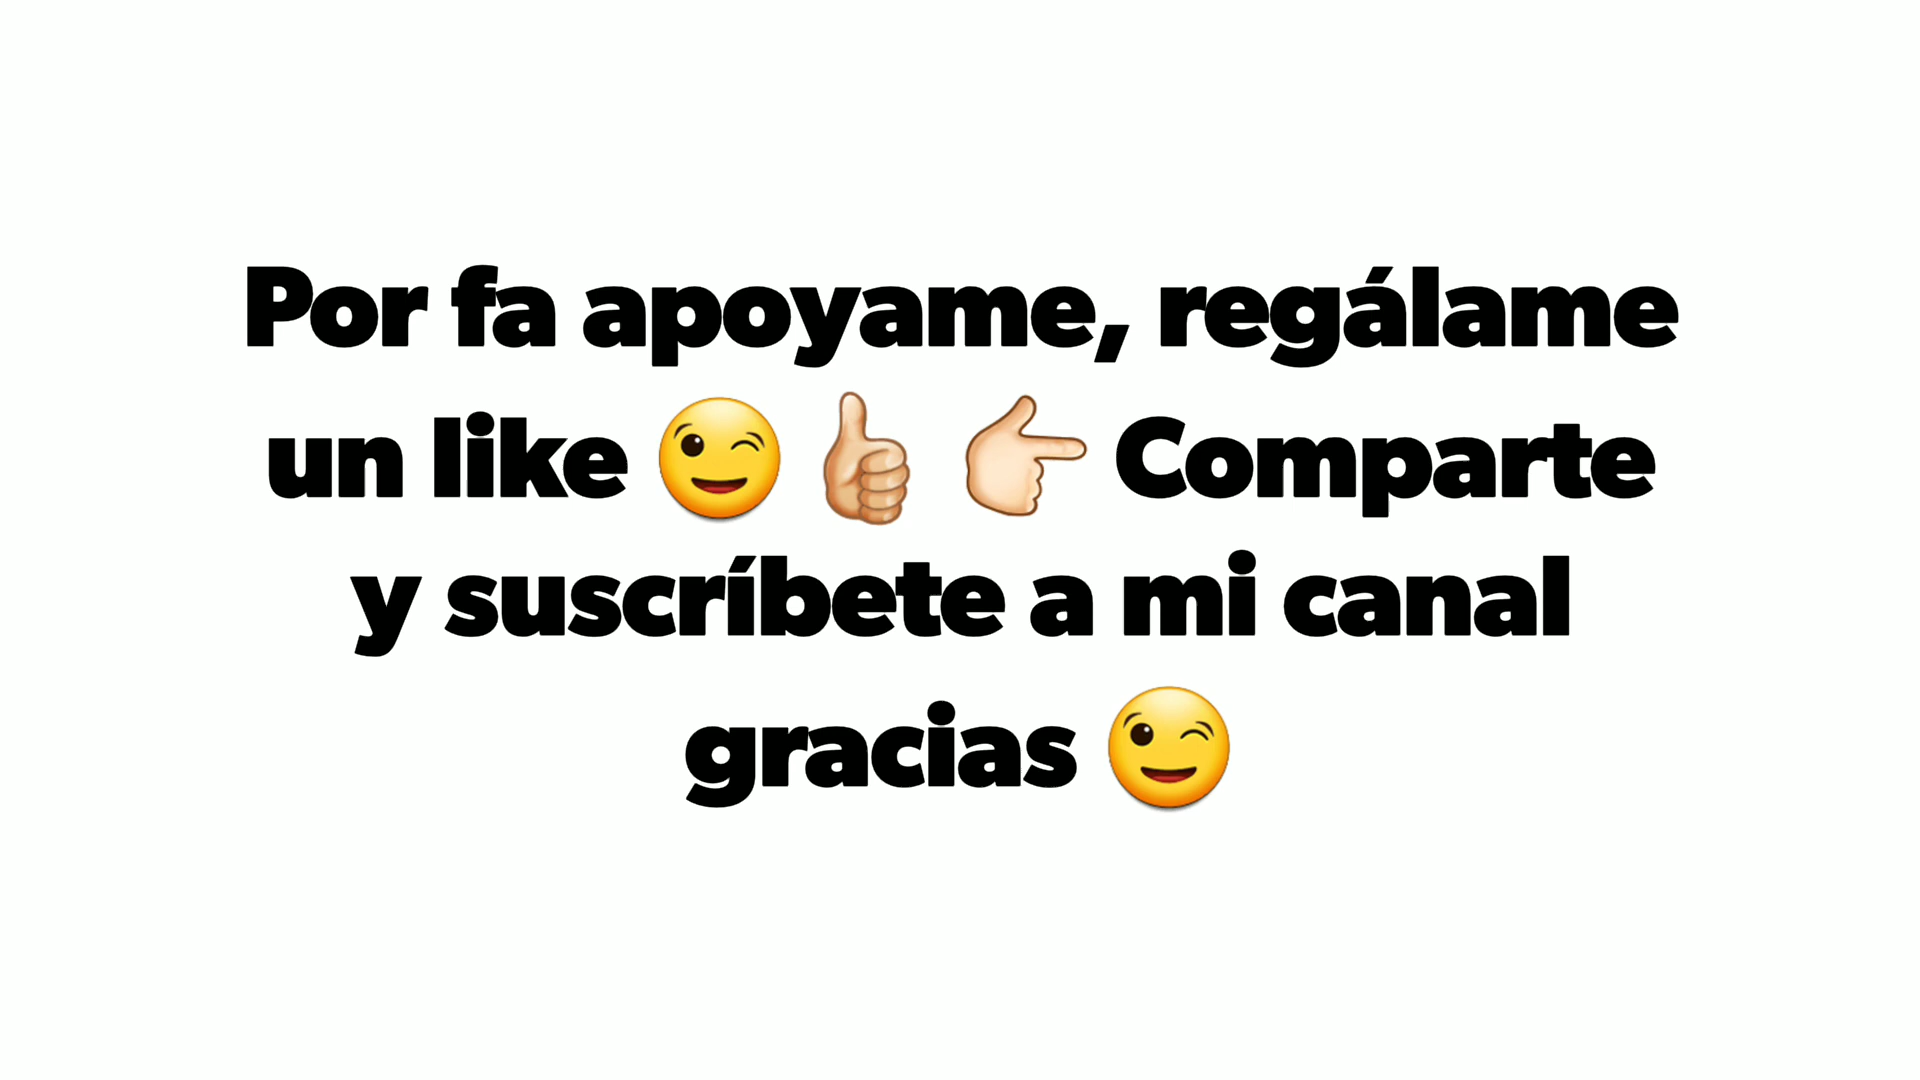 Por fa apoyame, regálame
un like 😉👍🏻👉🏻 Comparte
y suscríbete a mi canal
gracias 😉